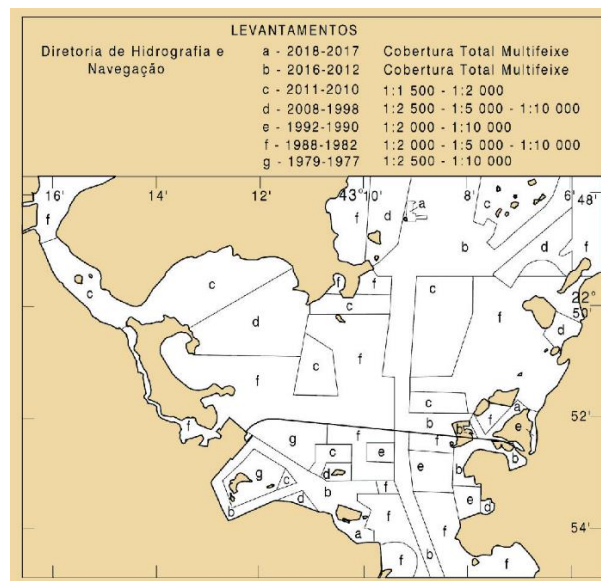 LEVANTAMENTOS
Diretoria de Hidrografia e Navegação
a - 2018-2017 Cobertura Total Multifeixe
b - 2016-2012 Cobertura Total Multifeixe
c - 2011-2010 1:1 500 - 1:2 000
d - 2008-1998 1:2 500 - 1:5 000 - 1:10 000
e - 1992-1990 1:2 000 - 1:10 000
f - 1988-1982 1:2 000 - 1:5 000 - 1:10 000
g - 1979-1977 1:2 500 - 1:10 000
16' 14' 12' 43° 10' 8' 6' 48'
f f d a c
b d f
c c f f c 22° 50'
d c f d
f c f
c f a
b b e 52'
f g f f b
c e e b
g c d b f e d
b d f
a f b f 54'
f f